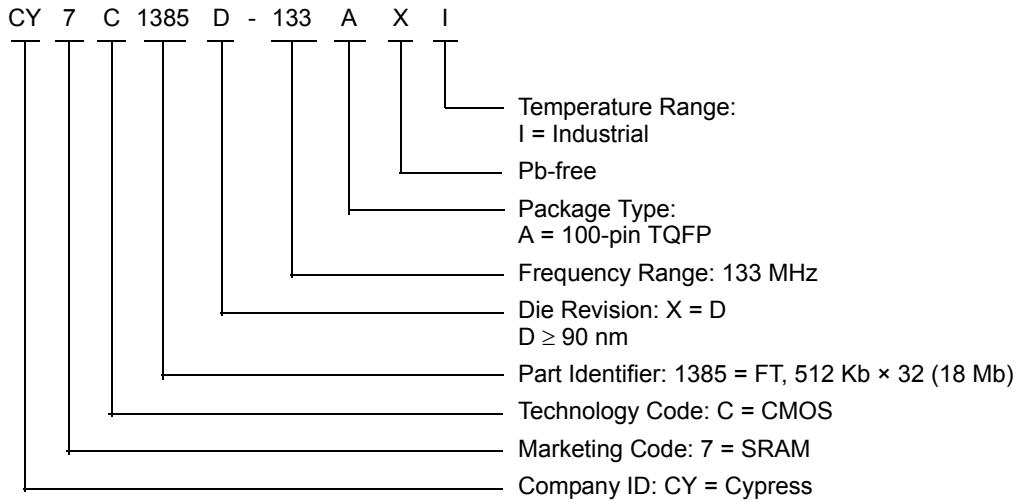 CY 7 C 1385 D - 133 A X I
Temperature Range:
I = Industrial
Pb-free
Package Type:
A = 100-pin TQFP
Frequency Range: 133 MHz
Die Revision: X = D
D ≥ 90 nm
Part Identifier: 1385 = FT, 512 Kb × 32 (18 Mb)
Technology Code: C = CMOS
Marketing Code: 7 = SRAM
Company ID: CY = Cypress